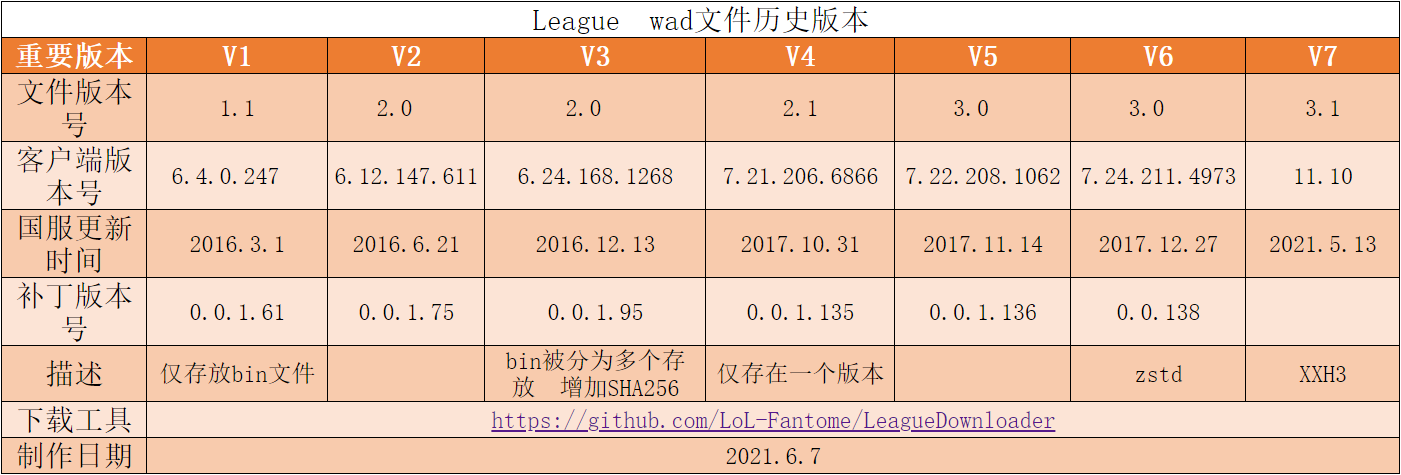 League wad文件历史版本
重要版本 V1 V2 V3 V4 V5 V6 V7
文件版本
号 1.1 2.0 2.0 2.1 3.0 3.0 3.1
客户端版
本号 6.4.0.247 6.12.147.611 6.24.168.1268 7.21.206.6866 7.22.208.1062 7.24.211.4973 11.10
国服更新
时间 2016.3.1 2016.6.21 2016.12.13 2017.10.31 2017.11.14 2017.12.27 2021.5.13
补丁版本
号 0.0.1.61 0.0.1.75 0.0.1.95 0.0.1.135 0.0.1.136 0.0.138
描述 仅存放bin文件 bin被分为多个存
放 增加SHA256 仅存在一个版本 zstd XXH3
下载工具 https://github.com/LoL-Fantome/LeagueDownloader
制作日期 2021.6.7